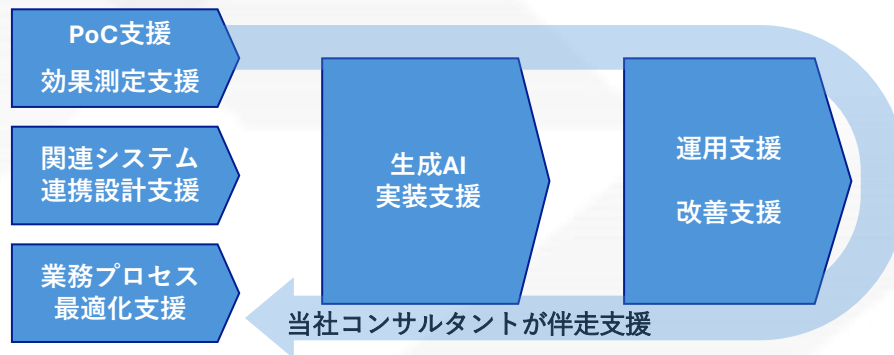 PoC支援
効果測定支援
関連システム
連携設計支援
業務プロセス
最適化支援
生成AI
実装支援
運用支援
改善支援
当社コンサルタントが伴走支援